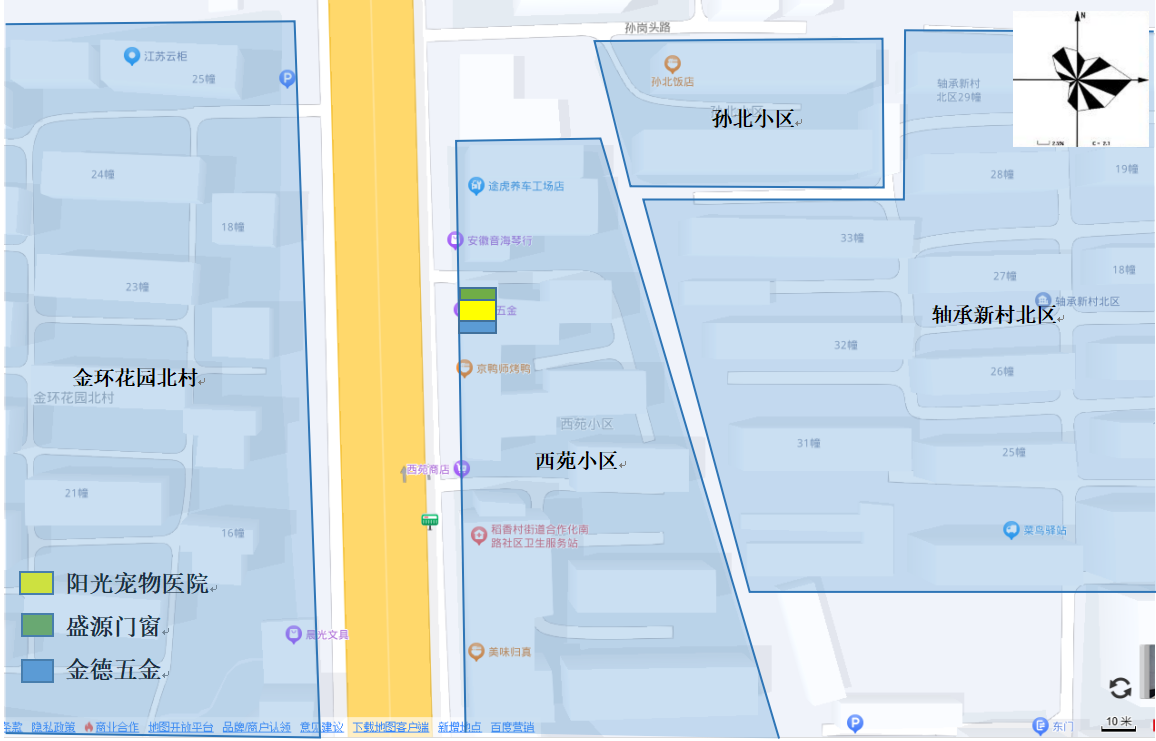 孙岗头路
N
江苏云柜
25幢
P
孙北饭店
轴承新村
北区29幢
孙北小区
24幢
途虎养车工场店
28幢
19幢
18幢
安徽音海琴行
33幢
23幢
27幢
18幢
轴承新村北区
五金
轴承新村北区
32幢
京鸭师烤鸭
26幢
金环花园北村
金环花园北村
西苑小区
西苑小区
31幢
25幢
西苑商店
21幢
稻香村街道合作化南
路社区卫生服务站
16幢
菜鸟驿站
阳光宠物医院
盛源门窗
晨光文具
美味归真
金德五金
条款 隐私政策 商业合作 地图开放平台 品牌/商户认领 意见建议 下载地图客户端 新增地点 百度营销
P
东门
10 米